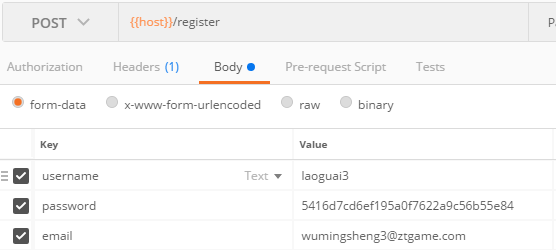 POST {{host}}/register Pa
Authorization Headers (1) Body Pre-request Script Tests
form-data x-www-form-urlencoded raw binary
Key Value
username Text laoguai3
password 5416d7cd6ef195a0f7622a9c56b55e84
email wumingsheng3@ztgame.com